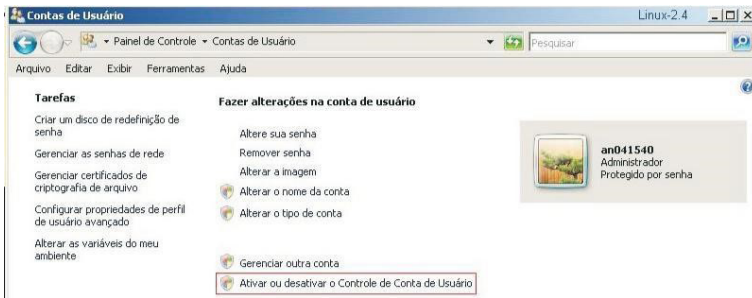 Contas de Usuário
Linux-2.4
Painel de Controle Contas de Usuário
Pesquisar
Arquivo Editar Exibir Ferramentas Ajuda
Tarefas
Criar um disco de redefinição de
senha
Gerenciar as senhas de rede
Gerenciar certificados de
criptografia de arquivo
Configurar propriedades de perfil
de usuário avançado
Alterar as variáveis do meu
ambiente
Fazer alterações na conta de usuário
Altere sua senha
Remover senha
Alterar a imagem
Alterar o nome da conta
Alterar o tipo de conta
Gerenciar outra conta
Ativar ou desativar o Controle de Conta de Usuário
an041540
Administrador
Protegido por senha